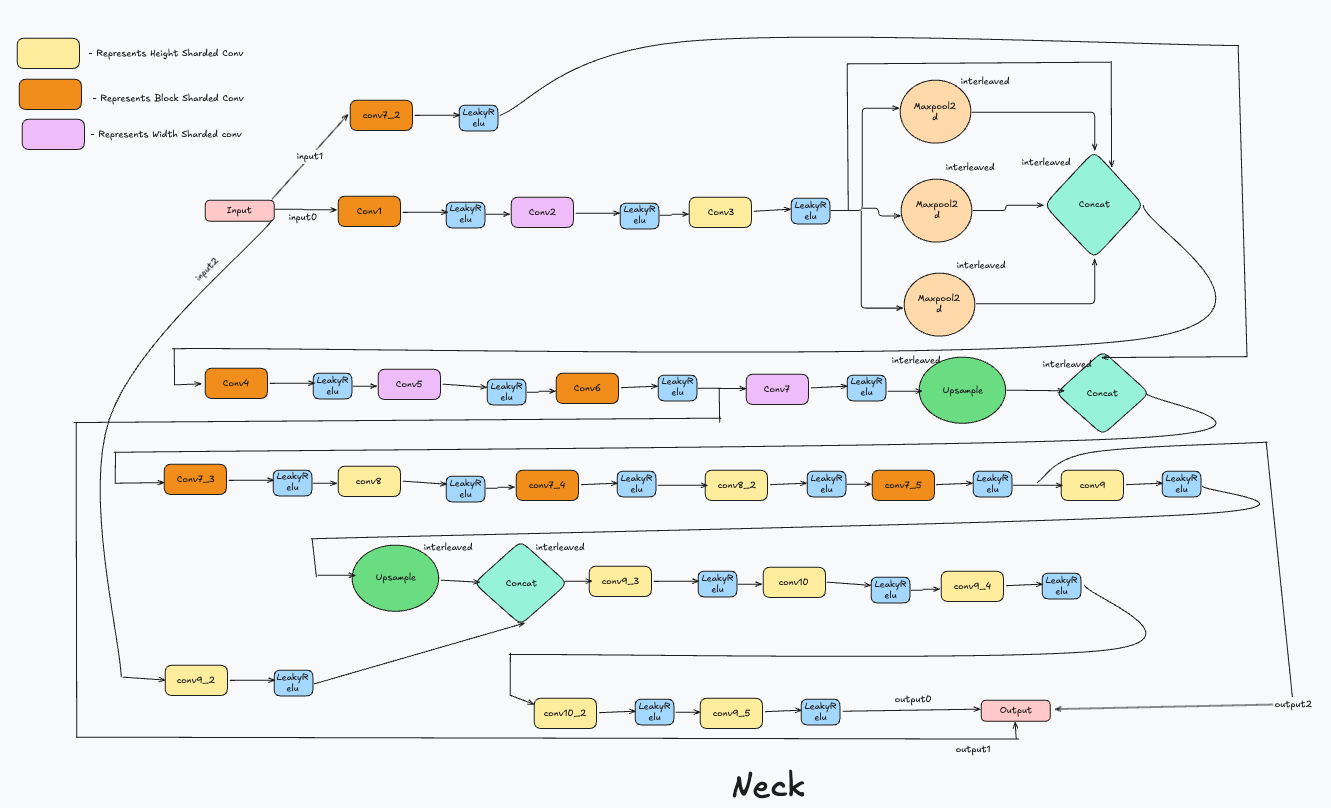 - Represents Height Sharded Conv
- Represents Block Sharded Conv
- Represents Width Sharded conv
conv7_2
LeakyR
elu
input1
Input
input0
input2
Conv1
LeakyR
elu
Conv2
LeakyR
elu
Conv3
LeakyR
elu
interleaved
Maxpool2
d
interleaved
Maxpool2
d
interleaved
Maxpool2
d
interleaved
Concat
Conv4
LeakyR
elu
Conv5
LeakyR
elu
Conv6
LeakyR
elu
Conv7
LeakyR
elu
interleaved
Upsample
interleaved
Concat
Conv7_3
LeakyR
elu
conv8
LeakyR
elu
conv7_4
LeakyR
elu
conv8_2
LeakyR
elu
conv7_5
LeakyR
elu
conv9
LeakyR
elu
interleaved
Upsample
interleaved
Concat
conv9_3
LeakyR
elu
conv10
LeakyR
elu
conv9_4
LeakyR
elu
conv9_2
LeakyR
elu
conv10_2
LeakyR
elu
conv9_5
LeakyR
elu
output0
Output
output2
output1
Neck